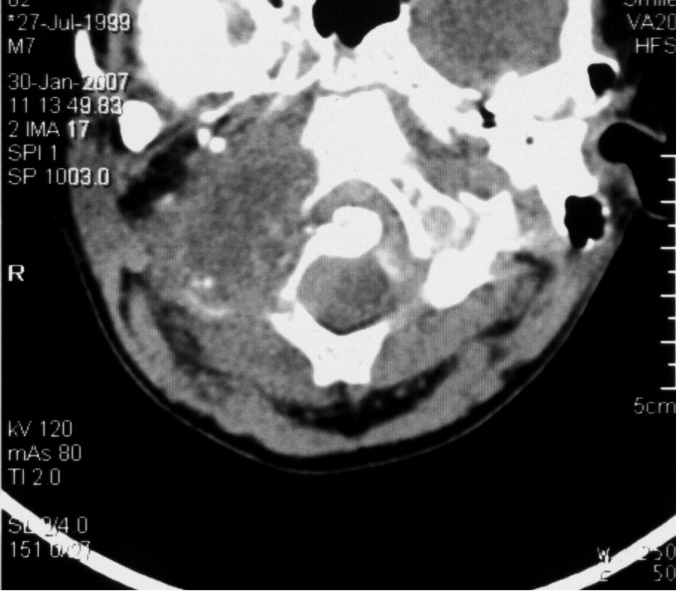 *27-Jul-1999
M7
30-Jan-2007
11 13 49.83
2 IMA 17
SPI 1
SP 1003.0
VA20
HFS
R
5cm
kV 120
mAs 80
TI 2.0
W 250
50